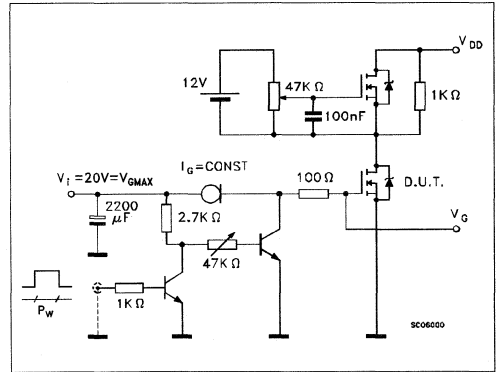 V_DD
12V
47K Ω
1K Ω
100nF
V_i =20V=V_GMAX
I_G=CONST
100Ω
D.U.T.
2200
μF
2.7K Ω
V_G
47K Ω
1K Ω
P_W
SC06000